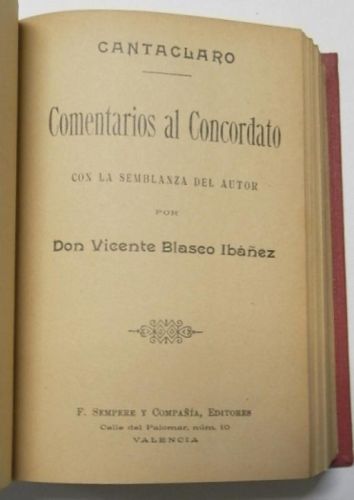 CANTACLARO
Comentarios al Concordato
CON LA SEMBLANZA DEL AUTOR
POR
Don Vicente Blasco Ibáñez
F. SEMPERE Y COMPAÑÍA, EDITORES
Calle del Palomar, núm. 10
VALENCIA